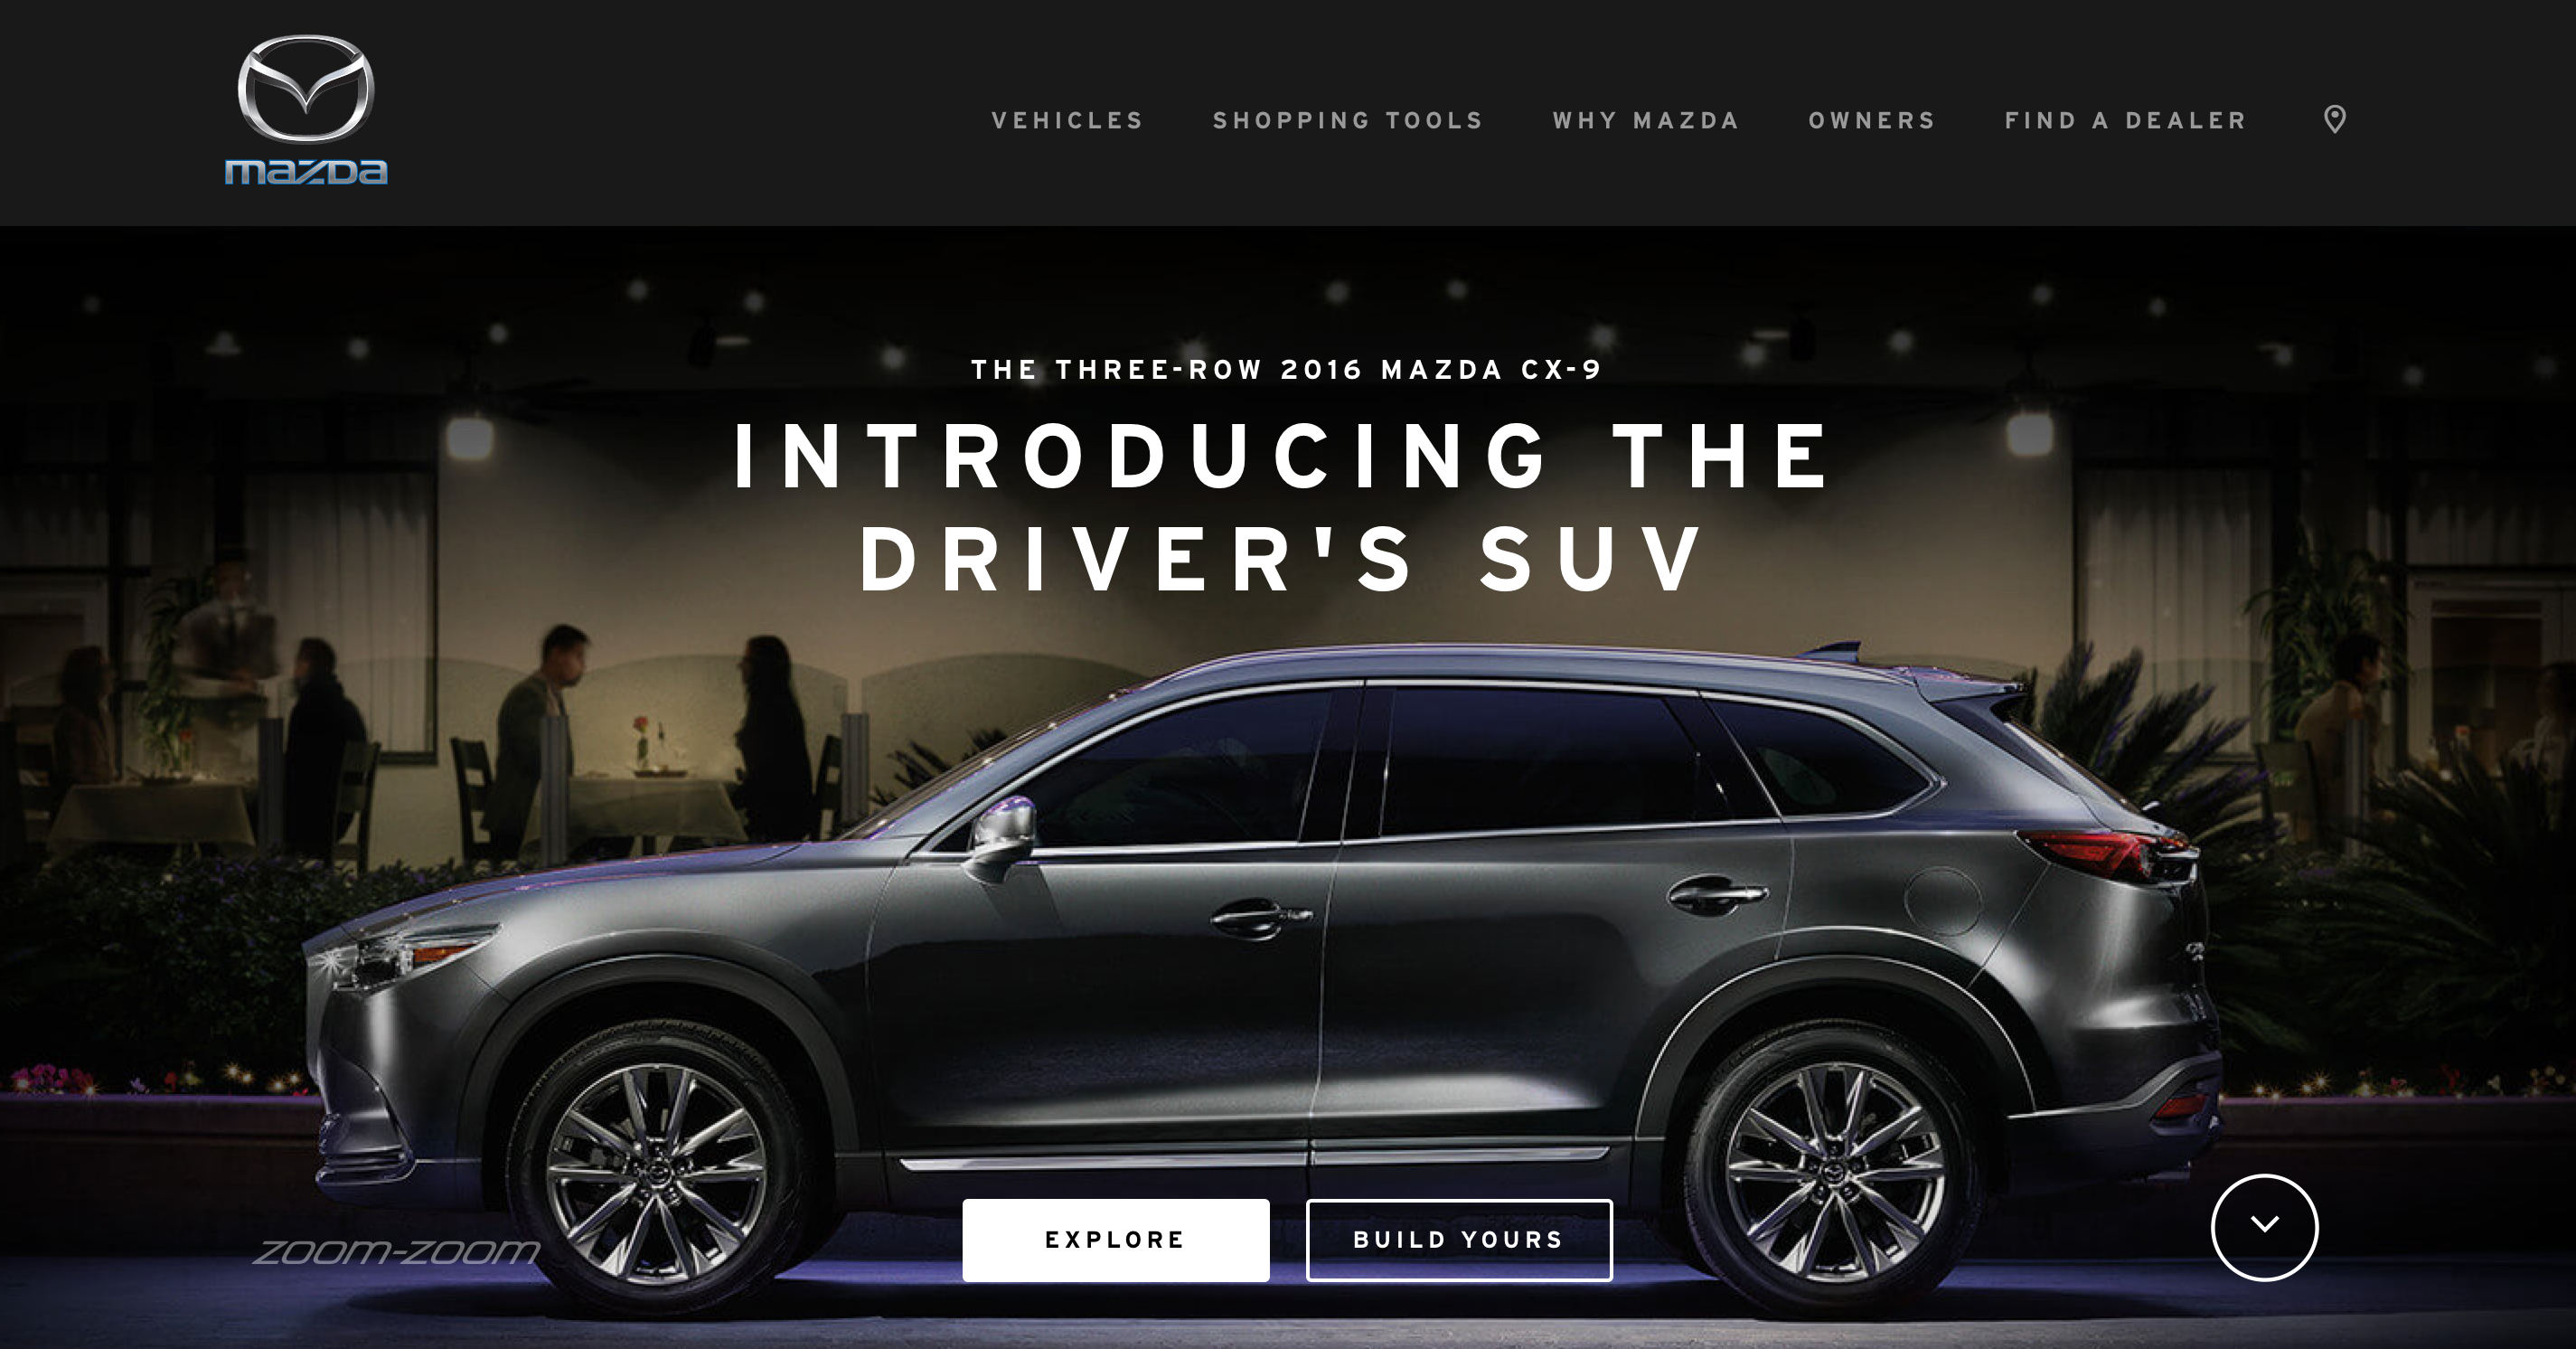 mazda
VEHICLES SHOPPING TOOLS WHY MAZDA OWNERS FIND A DEALER
THE THREE-ROW 2016 MAZDA CX-9
INTRODUCING THE
DRIVER'S SUV
EXPLORE BUILD YOURS
ZOOM-ZOOM